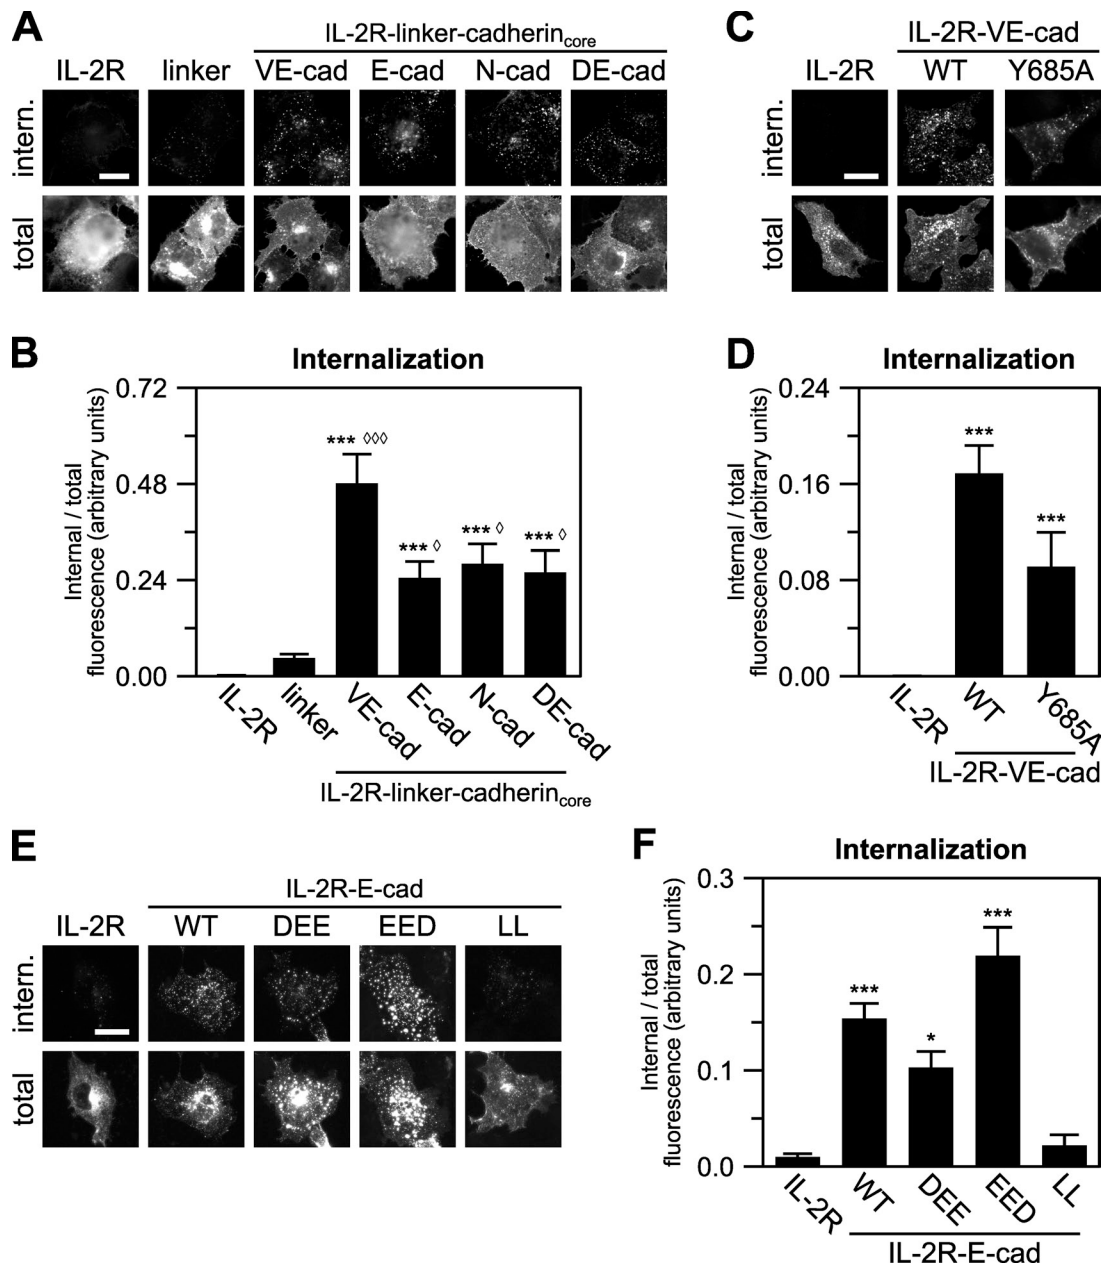 A
IL-2R-linker-cadherincore
IL-2R linker VE-cad E-cad N-cad DE-cad
intern.
total
C
IL-2R-VE-cad
IL-2R WT Y685A
intern.
total
B
Internalization
Internal / total
fluorescence (arbitrary units)
0.72
0.48
0.24
0.00
*** ◊◊◊
*** ◊
*** ◊
*** ◊
IL-2R linker VE-cad E-cad N-cad DE-cad
IL-2R-linker-cadherincore
D
Internalization
Internal / total
fluorescence (arbitrary units)
0.24
0.16
0.08
0.00
***
***
IL-2R WT Y685A
IL-2R-VE-cad
E
IL-2R-E-cad
IL-2R WT DEE EED LL
intern.
total
F
Internalization
Internal / total
fluorescence (arbitrary units)
0.3
0.2
0.1
0.0
***
*
***
IL-2R WT DEE EED LL
IL-2R-E-cad